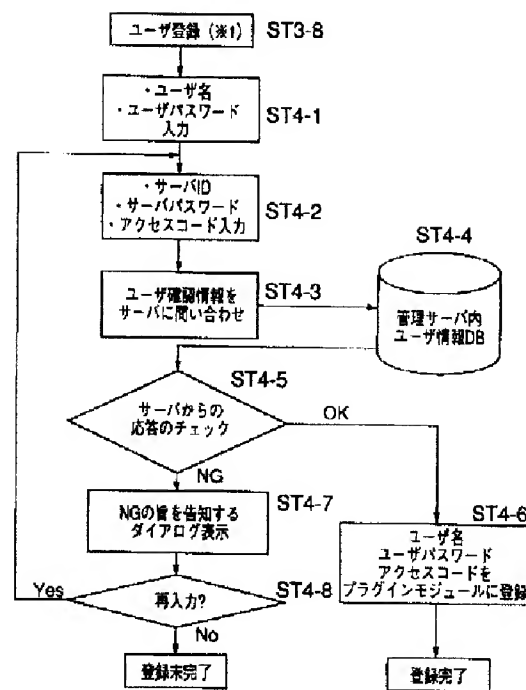 ユーザ登録 (※1)
ST3-8
・ユーザ名
・ユーザパスワード
入力
ST4-1
・サーバID
・サーバパスワード
・アクセスコード入力
ST4-2
ST4-4
ユーザ確認情報を
サーバに問い合わせ
ST4-3
管理サーバ内
ユーザ情報DB
ST4-5
サーバからの
応答のチェック
OK
NG
NGの旨を告知する
ダイアログ表示
ST4-7
ST4-6
ユーザ名
ユーザパスワード
アクセスコードを
プラグインモジュールに登録
Yes
再入力?
ST4-8
No
登録未完了
登録完了